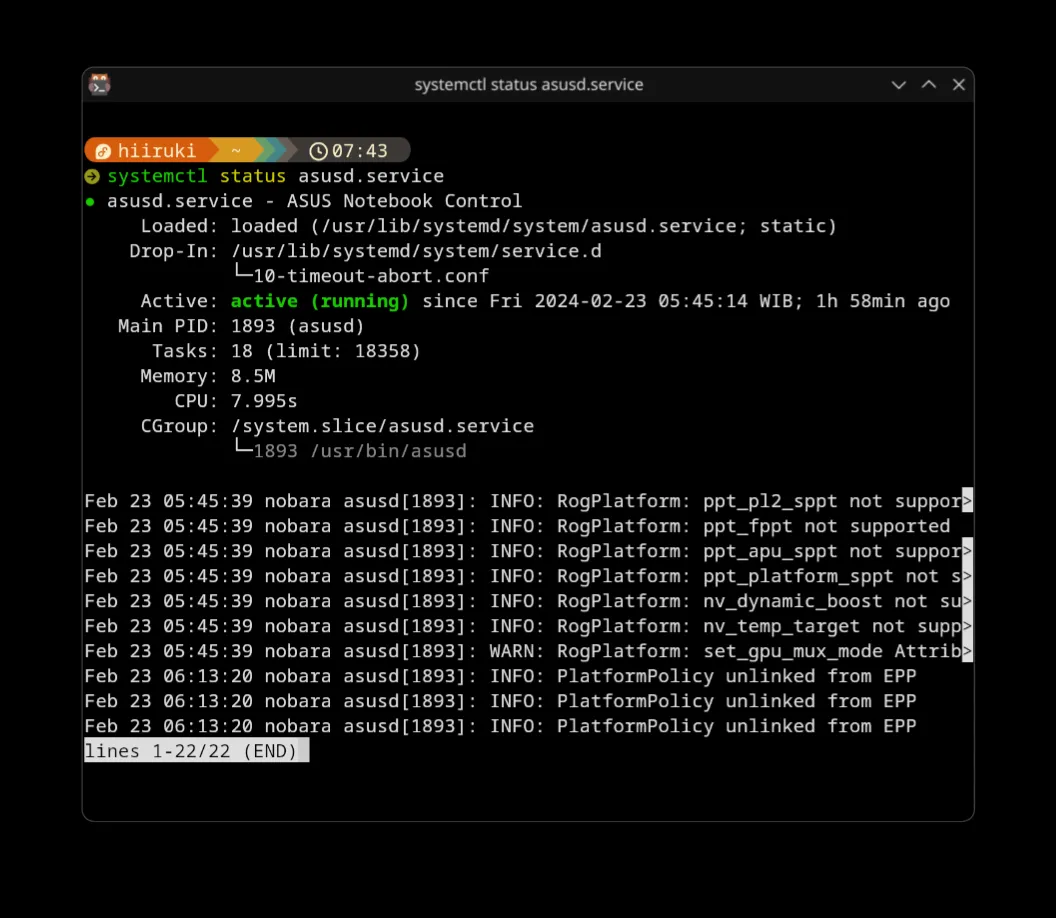 systemctl status asusd.service
hiiruki ~ 07:43
systemctl status asusd.service
● asusd.service - ASUS Notebook Control
Loaded: loaded (/usr/lib/systemd/system/asusd.service; static)
Drop-In: /usr/lib/systemd/system/service.d
└─10-timeout-abort.conf
Active: active (running) since Fri 2024-02-23 05:45:14 WIB; 1h 58min ago
Main PID: 1893 (asusd)
Tasks: 18 (limit: 18358)
Memory: 8.5M
CPU: 7.995s
CGroup: /system.slice/asusd.service
└─1893 /usr/bin/asusd
Feb 23 05:45:39 nobara asusd[1893]: INFO: RogPlatform: ppt_pl2_sppt not suppor>
Feb 23 05:45:39 nobara asusd[1893]: INFO: RogPlatform: ppt_fppt not supported
Feb 23 05:45:39 nobara asusd[1893]: INFO: RogPlatform: ppt_apu_sppt not suppor>
Feb 23 05:45:39 nobara asusd[1893]: INFO: RogPlatform: ppt_platform_sppt not s>
Feb 23 05:45:39 nobara asusd[1893]: INFO: RogPlatform: nv_dynamic_boost not su>
Feb 23 05:45:39 nobara asusd[1893]: INFO: RogPlatform: nv_temp_target not supp>
Feb 23 05:45:39 nobara asusd[1893]: WARN: RogPlatform: set_gpu_mux_mode Attrib>
Feb 23 06:13:20 nobara asusd[1893]: INFO: PlatformPolicy unlinked from EPP
Feb 23 06:13:20 nobara asusd[1893]: INFO: PlatformPolicy unlinked from EPP
Feb 23 06:13:20 nobara asusd[1893]: INFO: PlatformPolicy unlinked from EPP
lines 1-22/22 (END)